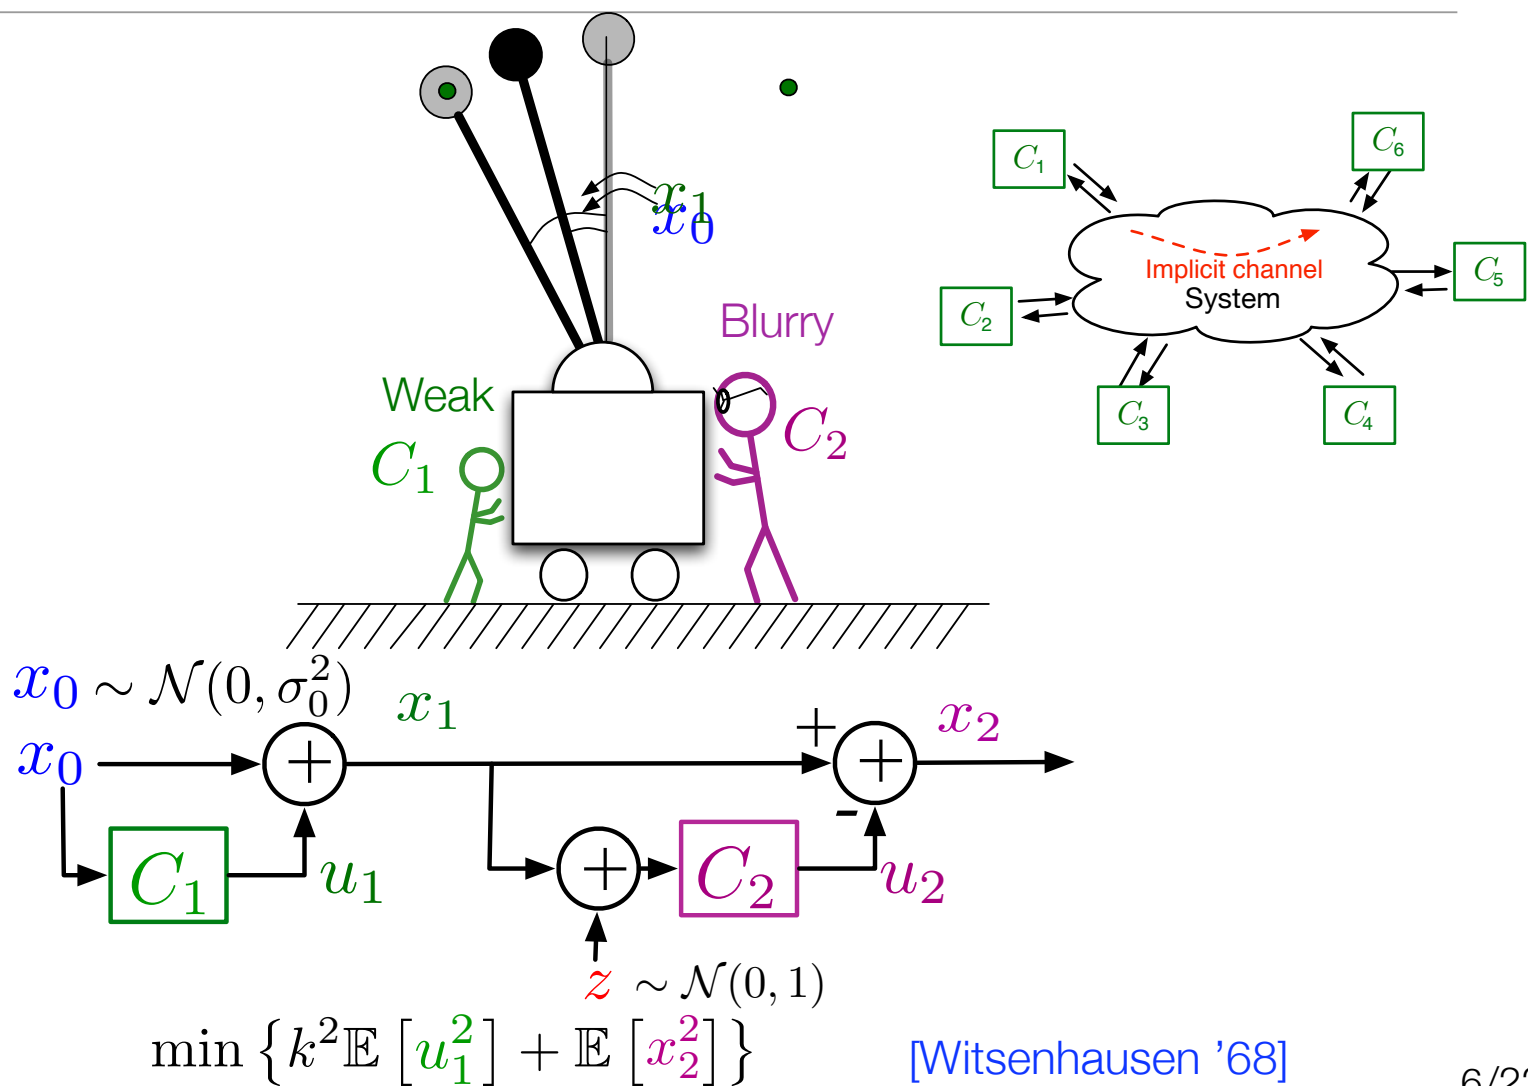 x₁
x₀
Blurry
Weak
C₁
C₂
C₁
C₆
Implicit channel
System
C₂
C₅
C₃
C₄
x₀ ∼ 𝒩(0, σ₀²)
x₁
x₂
x₀
+
+
+
-
C₁
u₁
+
C₂
u₂
z ∼ 𝒩(0, 1)
min {k²𝔼 [u₁²] + 𝔼 [x₂²]}
[Witsenhausen ’68]